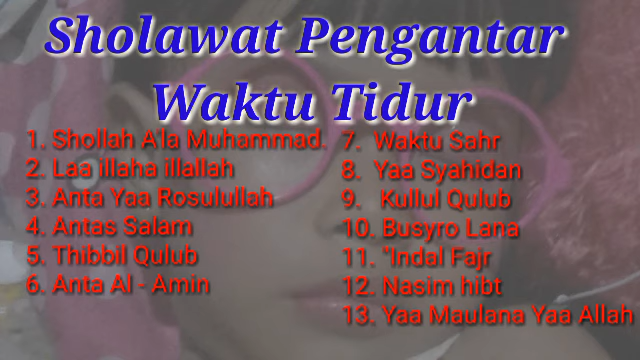 Sholawat Pengantar
Waktu Tidur
1. Shollah A'la Muhammad.
2. Laa illaha illallah
3. Anta Yaa Rosulullah
4. Antas Salam
5. Thibbil Qulub
6. Anta Al - Amin
7. Waktu Sahr
8. Yaa Syahidan
9. Kullul Qulub
10. Busyro Lana
11. "Indal Fajr
12. Nasim hibt
13. Yaa Maulana Yaa Allah